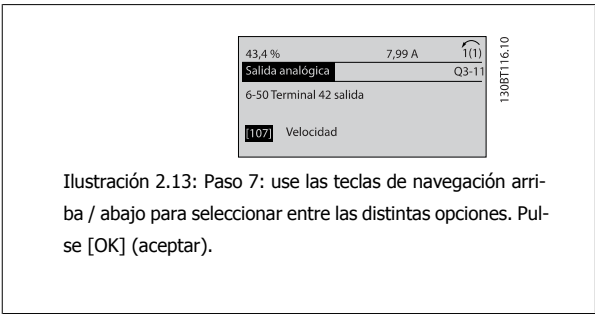 43,4 %
7,99 A
1(1)
Salida analógica
Q3-11
6-50 Terminal 42 salida
[107] Velocidad
130BT116.10
Ilustración 2.13: Paso 7: use las teclas de navegación arri-
ba / abajo para seleccionar entre las distintas opciones. Pul-
se [OK] (aceptar).